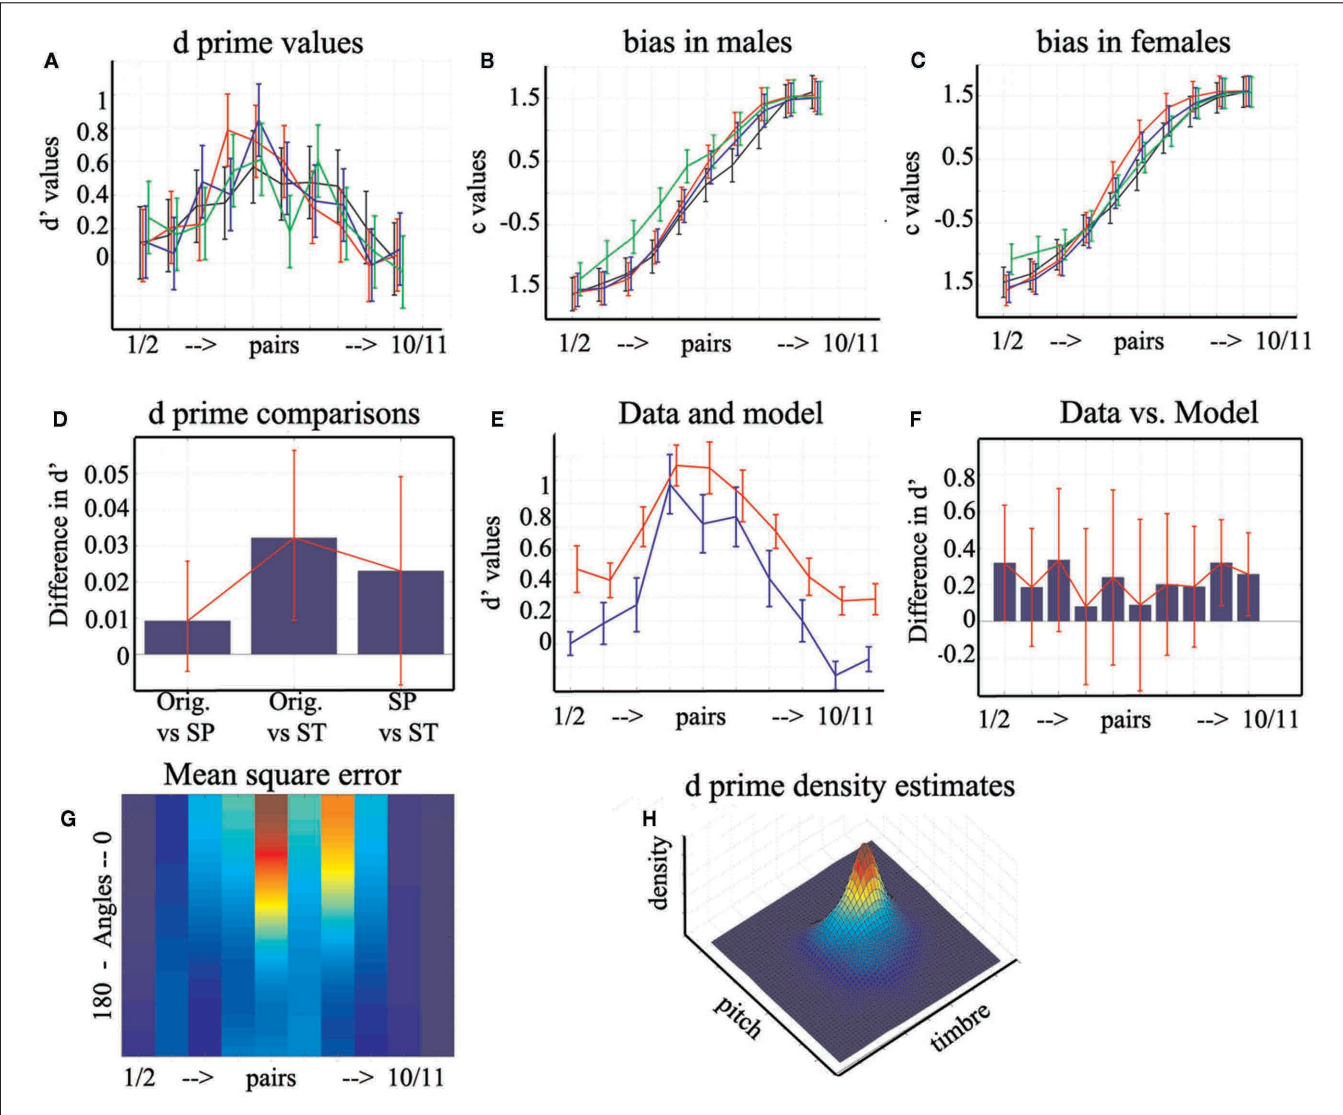 A
d prime values
d' values
1
0.8
0.6
0.4
0.2
0
1/2 --> pairs --> 10/11
B
bias in males
c values
1.5
0.5
-0.5
1.5
1/2 --> pairs --> 10/11
C
bias in females
c values
1.5
0.5
-0.5
1.5
1/2 --> pairs --> 10/11
D
d prime comparisons
Difference in d'
0.05
0.04
0.03
0.02
0.01
0
Orig. Orig. SP
vs SP vs ST vs ST
E
Data and model
d' values
1
0.8
0.6
0.4
0.2
0
1/2 --> pairs --> 10/11
F
Data vs. Model
Difference in d'
0.8
0.6
0.4
0.2
0
-0.2
1/2 --> pairs --> 10/11
G
Mean square error
180 - Angles -- 0
1/2 --> pairs --> 10/11
H
d prime density estimates
density
pitch
timbre